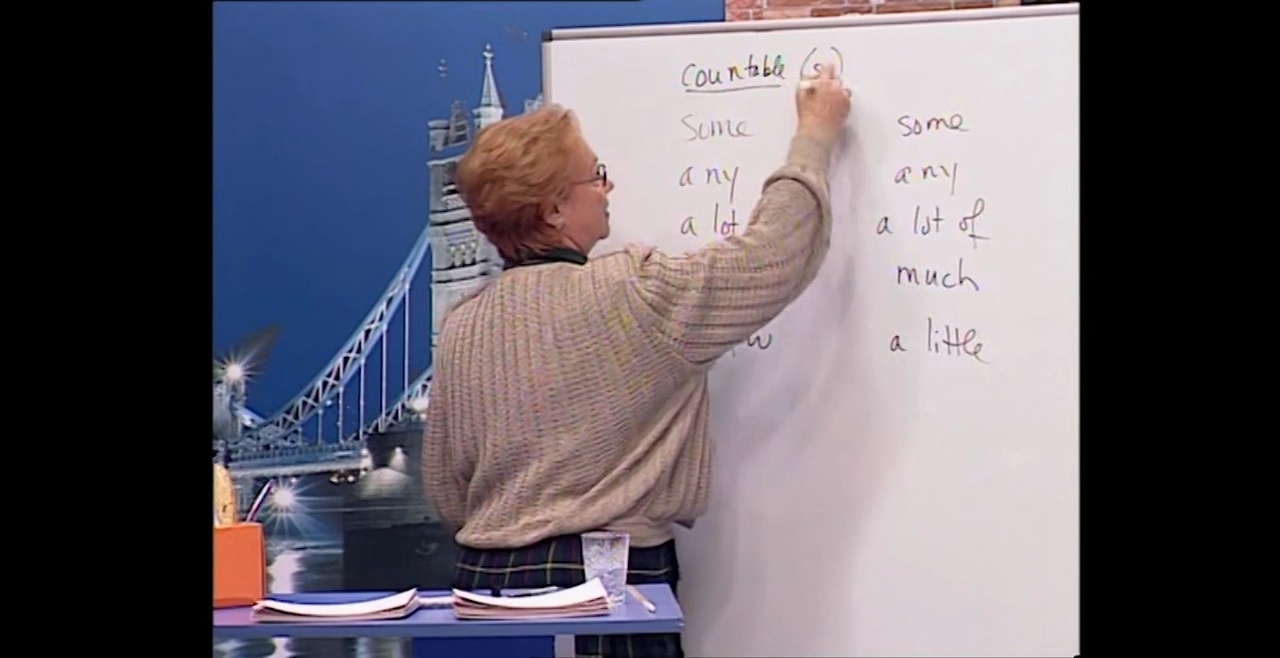 countable (s)
some some
any any
a lot a lot of
much
a little